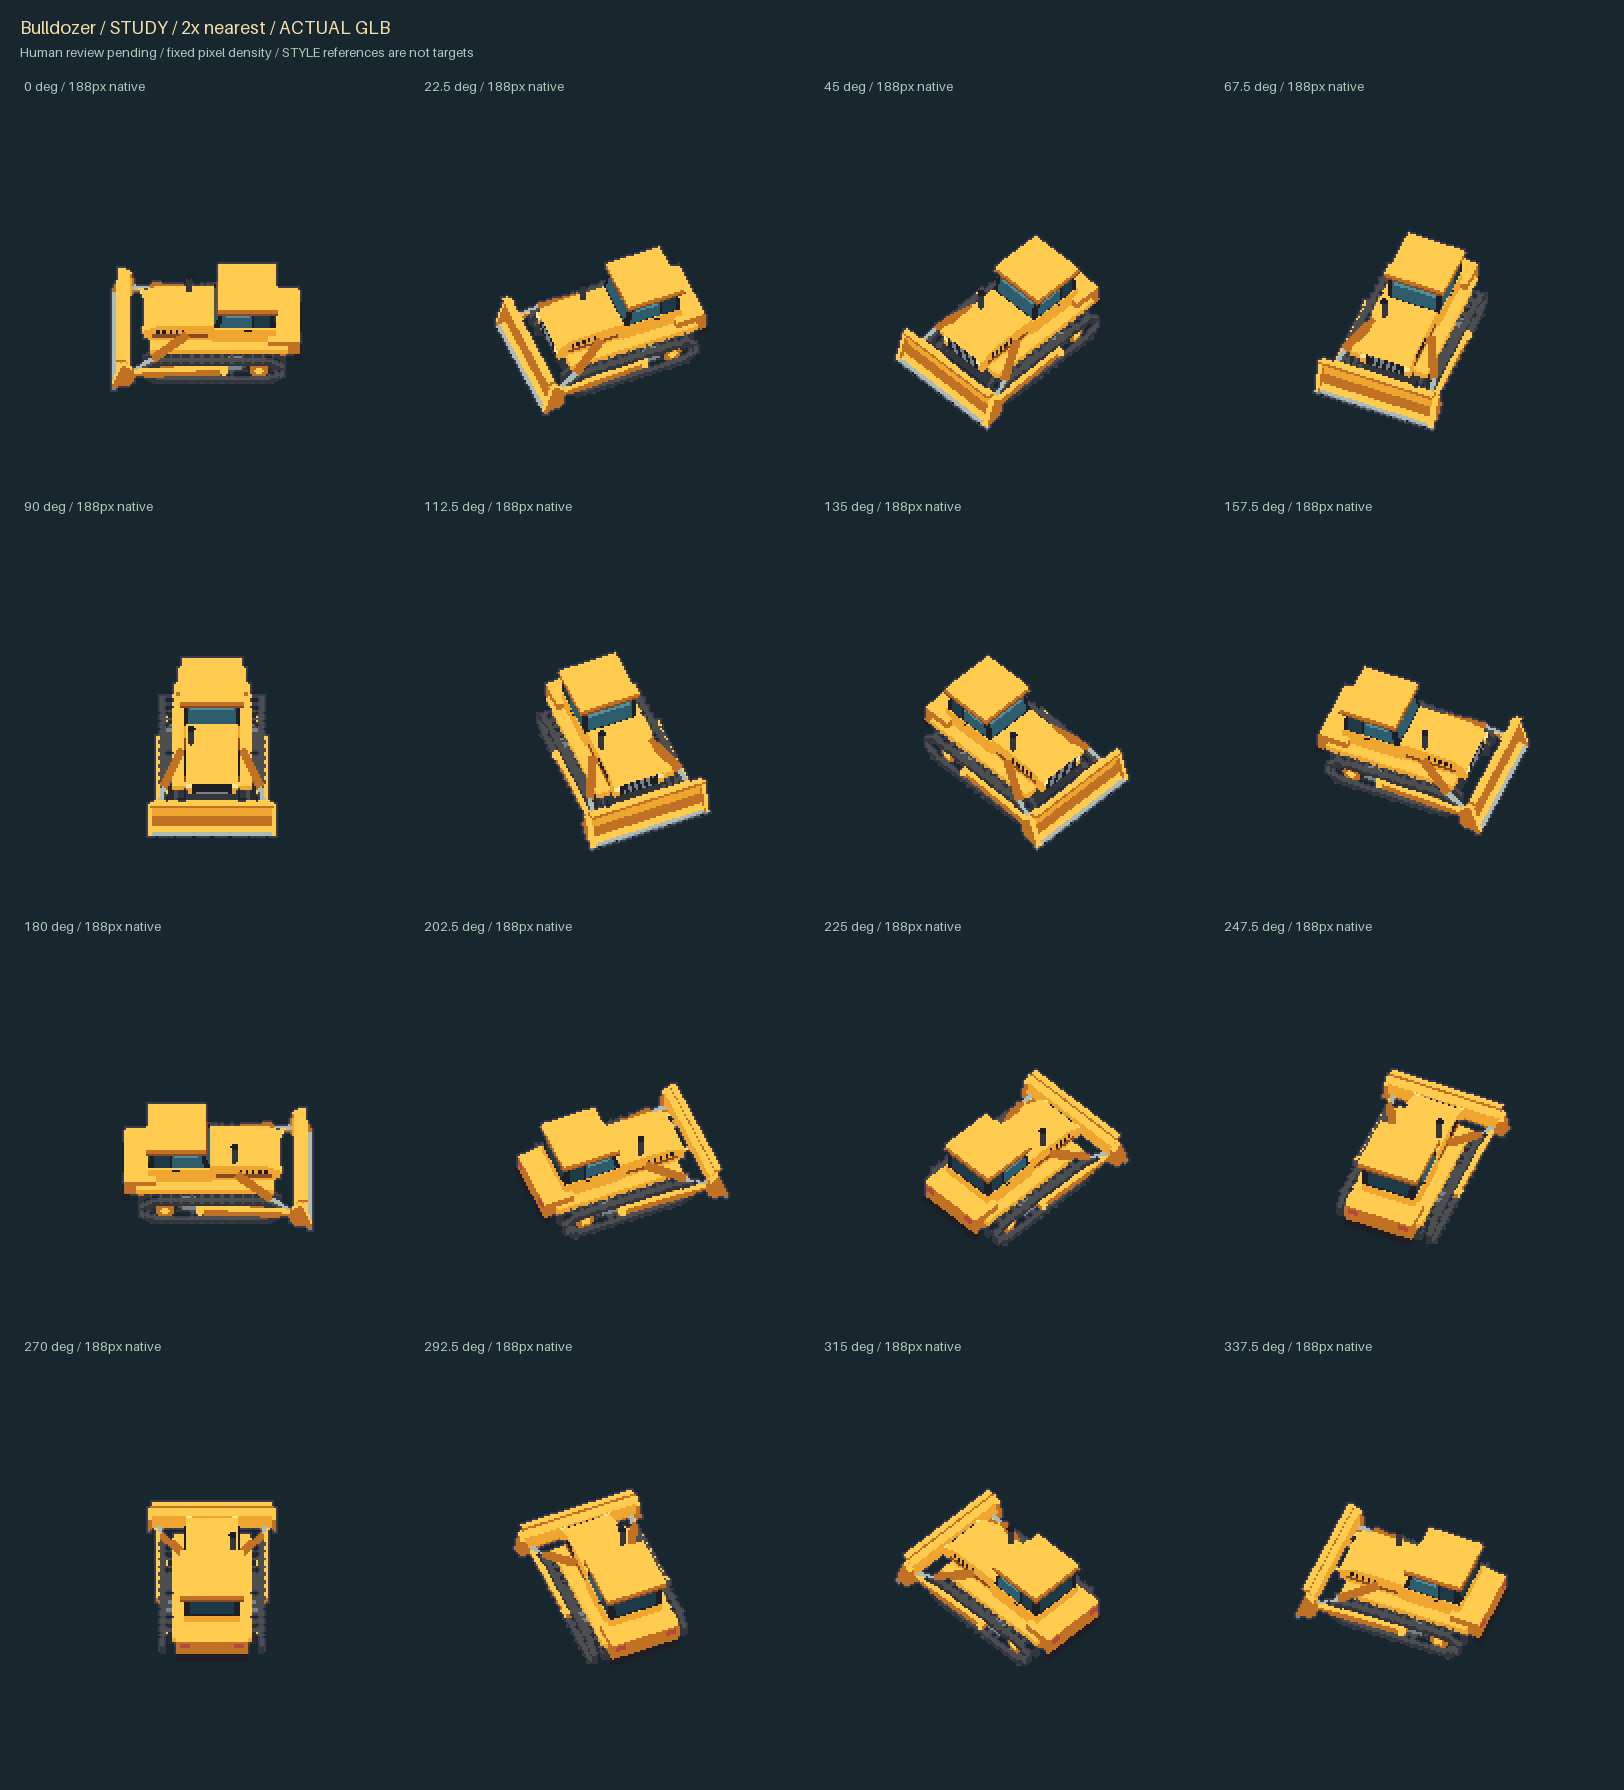 Bulldozer / STUDY / 2x nearest / ACTUAL GLB
Human review pending / fixed pixel density / STYLE references are not targets
0 deg / 188px native
22.5 deg / 188px native
45 deg / 188px native
67.5 deg / 188px native
90 deg / 188px native
112.5 deg / 188px native
135 deg / 188px native
157.5 deg / 188px native
180 deg / 188px native
202.5 deg / 188px native
225 deg / 188px native
247.5 deg / 188px native
270 deg / 188px native
292.5 deg / 188px native
315 deg / 188px native
337.5 deg / 188px native